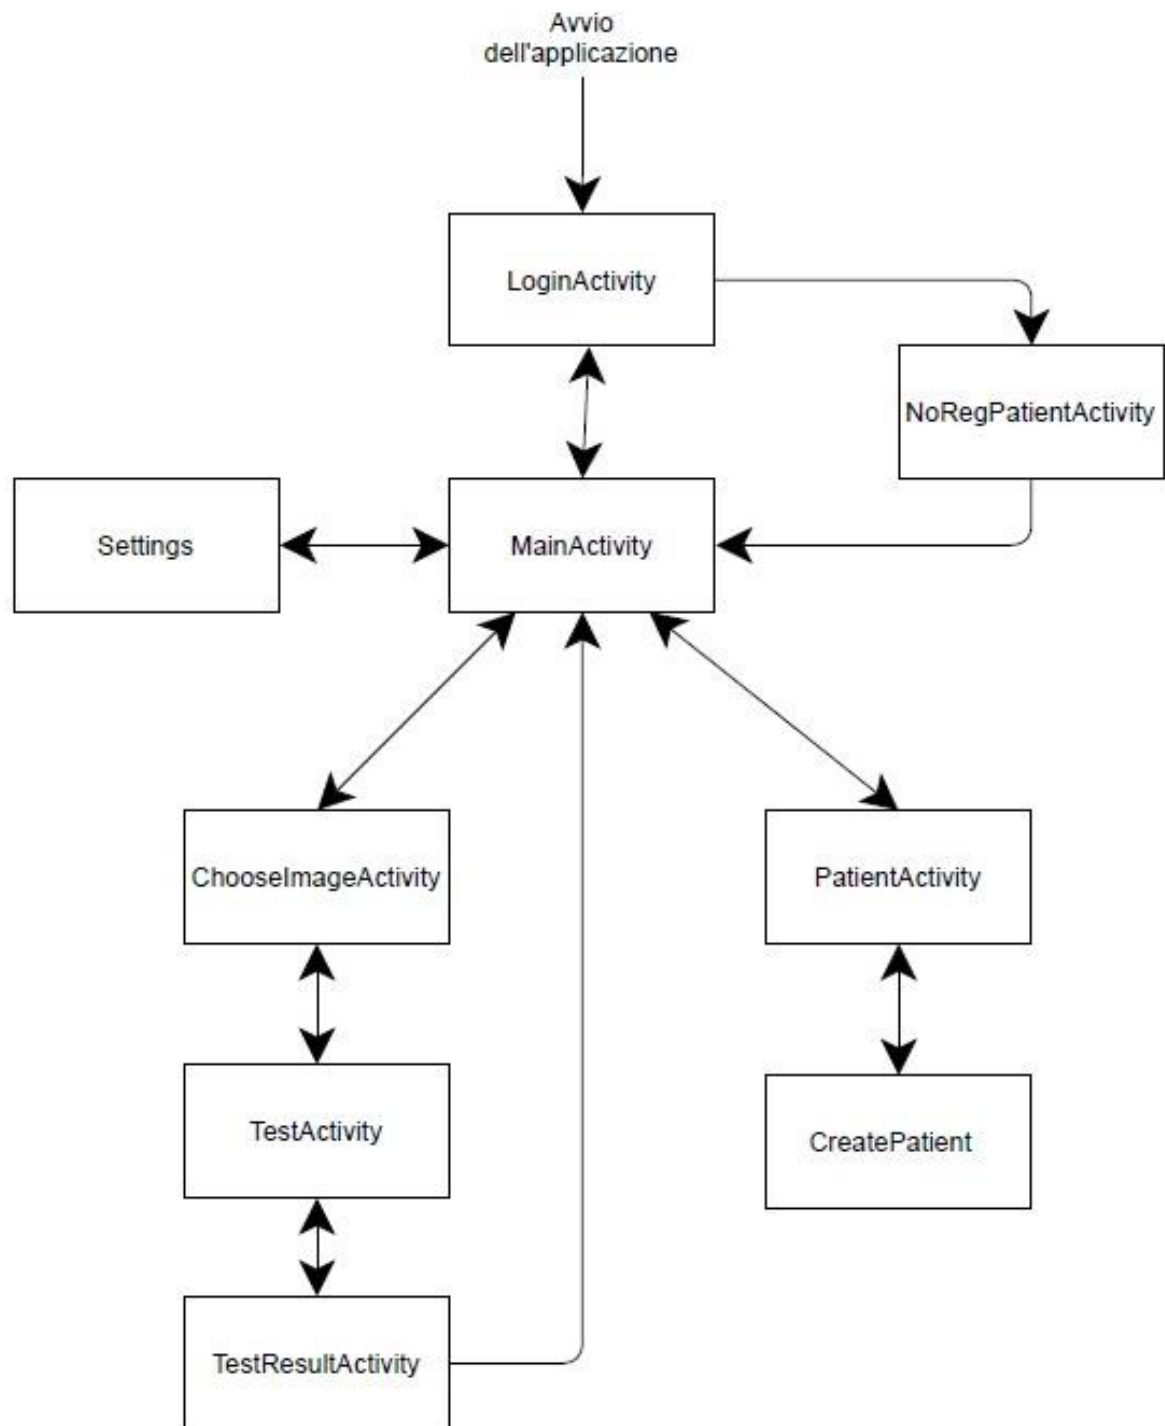 Avvio
dell'applicazione
LoginActivity
NoRegPatientActivity
Settings
MainActivity
ChooseImageActivity
PatientActivity
TestActivity
CreatePatient
TestResultActivity